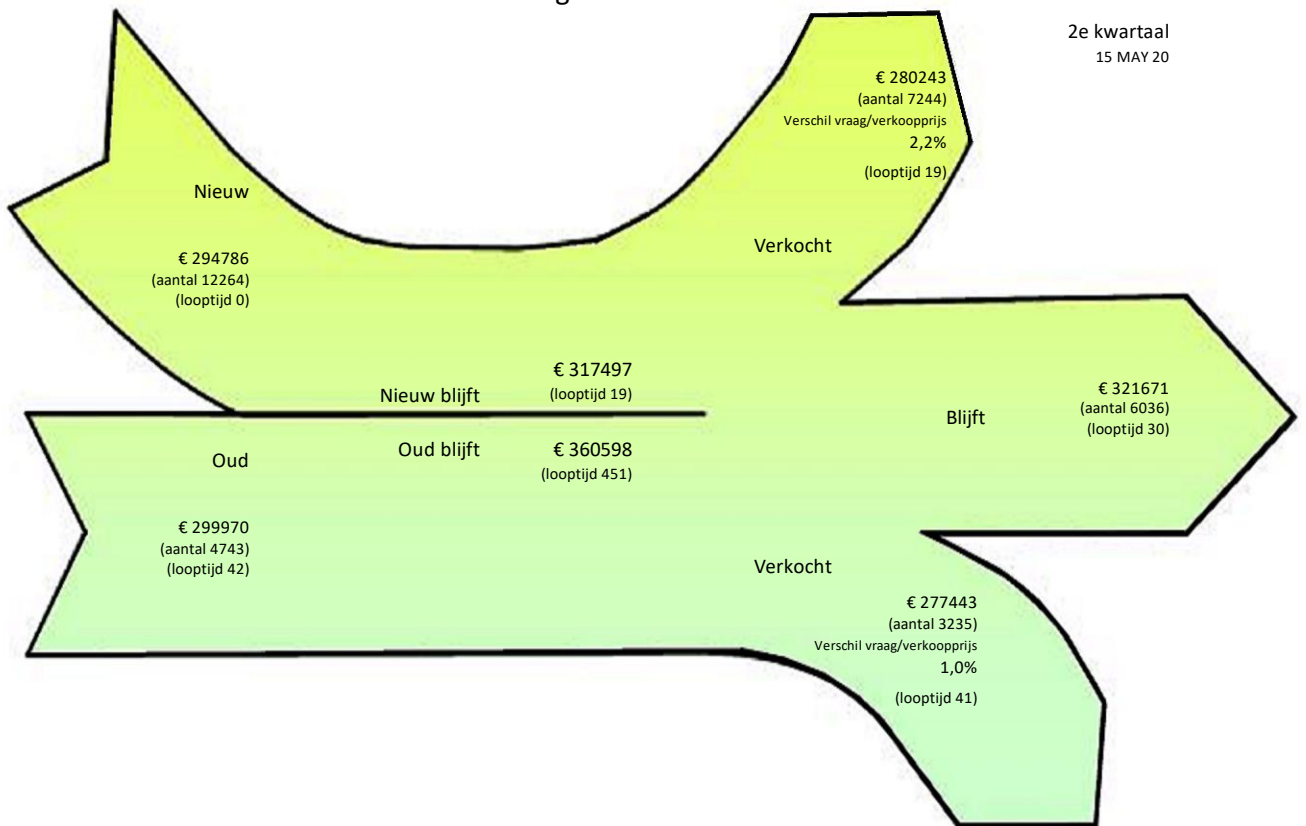 2e kwartaal
15 MAY 20
€ 280243
(aantal 7244)
Verschil vraag/verkoopprijs
2,2%
(looptijd 19)
Nieuw
Verkocht
€ 294786
(aantal 12264)
(looptijd 0)
€ 317497
Nieuw blijft
(looptijd 19)
€ 321671
(aantal 6036)
(looptijd 30)
Blijft
Oud blijft
€ 360598
(looptijd 451)
Oud
€ 299970
(aantal 4743)
(looptijd 42)
Verkocht
€ 277443
(aantal 3235)
Verschil vraag/verkoopprijs
1,0%
(looptijd 41)